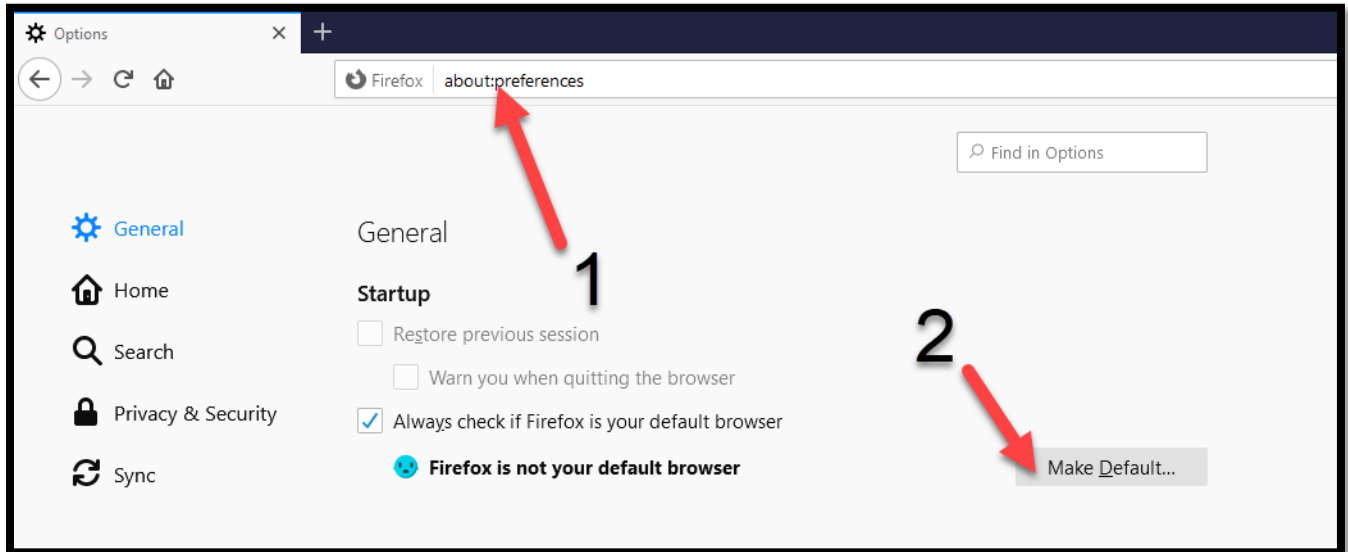 Options
Firefox about:preferences
Find in Options
General
Home
Search
Privacy & Security
Sync
General
1
Startup
Restore previous session
Warn you when quitting the browser
Always check if Firefox is your default browser
Firefox is not your default browser
2
Make Default...